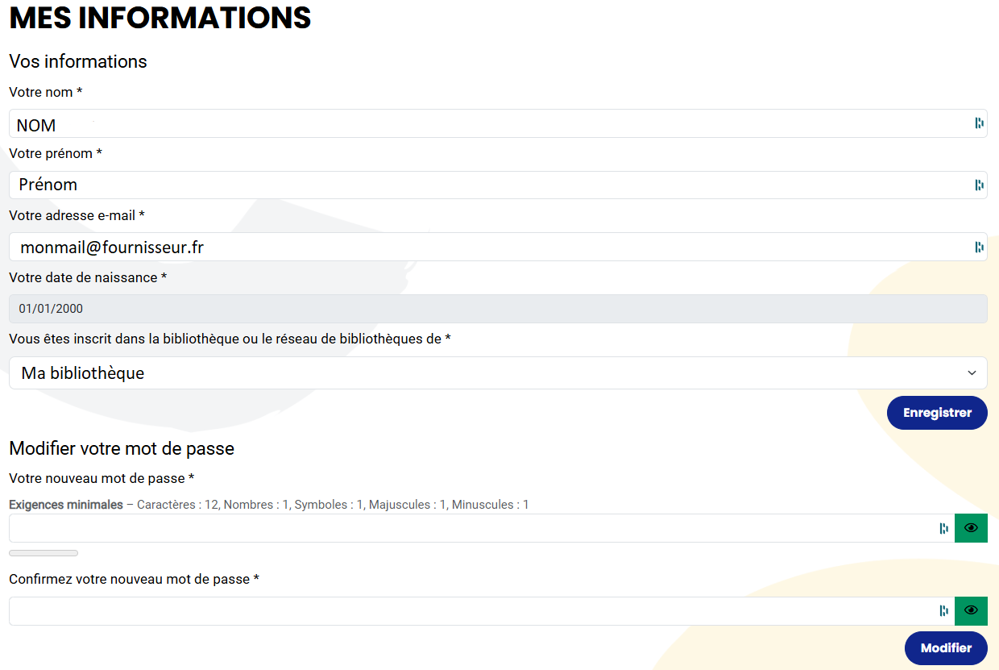 MES INFORMATIONS
Vos informations
Votre nom *
NOM
Votre prénom *
Prénom
Votre adresse e-mail *
monmail@fournisseur.fr
Votre date de naissance *
01/01/2000
Vous êtes inscrit dans la bibliothèque ou le réseau de bibliothèques de *
Ma bibliothèque
Enregistrer
Modifier votre mot de passe
Votre nouveau mot de passe *
Exigences minimales – Caractères : 12, Nombres : 1, Symboles : 1, Majuscules : 1, Minuscules : 1
Confirmez votre nouveau mot de passe *
Modifier